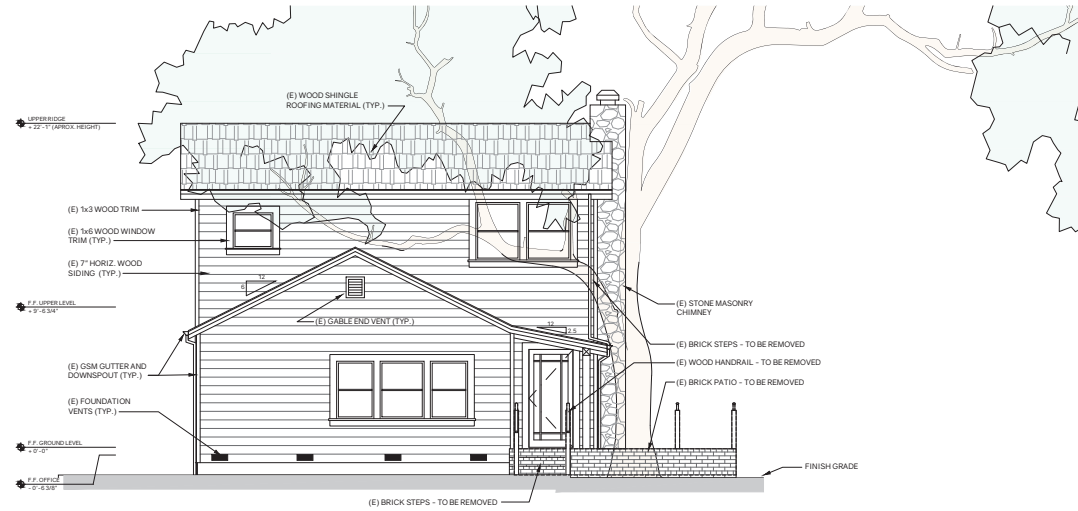 (E) WOOD SHINGLE
ROOFING MATERIAL (TYP.)
UPPER RIDGE
+ 22'-1" (APROX. HEIGHT)
(E) 1x3 WOOD TRIM
(E) 1x6 WOOD WINDOW
TRIM (TYP.)
(E) 7" HORIZ. WOOD
SIDING (TYP.)
12
6
F.F. UPPER LEVEL
+ 9'-6.3/4"
(E) STONE MASONRY
CHIMNEY
(E) GABLE END VENT (TYP.)
12
2.5
(E) BRICK STEPS - TO BE REMOVED
(E) WOOD HANDRAIL - TO BE REMOVED
(E) GSM GUTTER AND
DOWNSPOUT (TYP.)
(E) BRICK PATIO - TO BE REMOVED
(E) FOUNDATION
VENTS (TYP.)
F.F. GROUND LEVEL
+ 0'-0"
FINISH GRADE
F.F. OFFICE
- 0'-6.3/8"
(E) BRICK STEPS - TO BE REMOVED